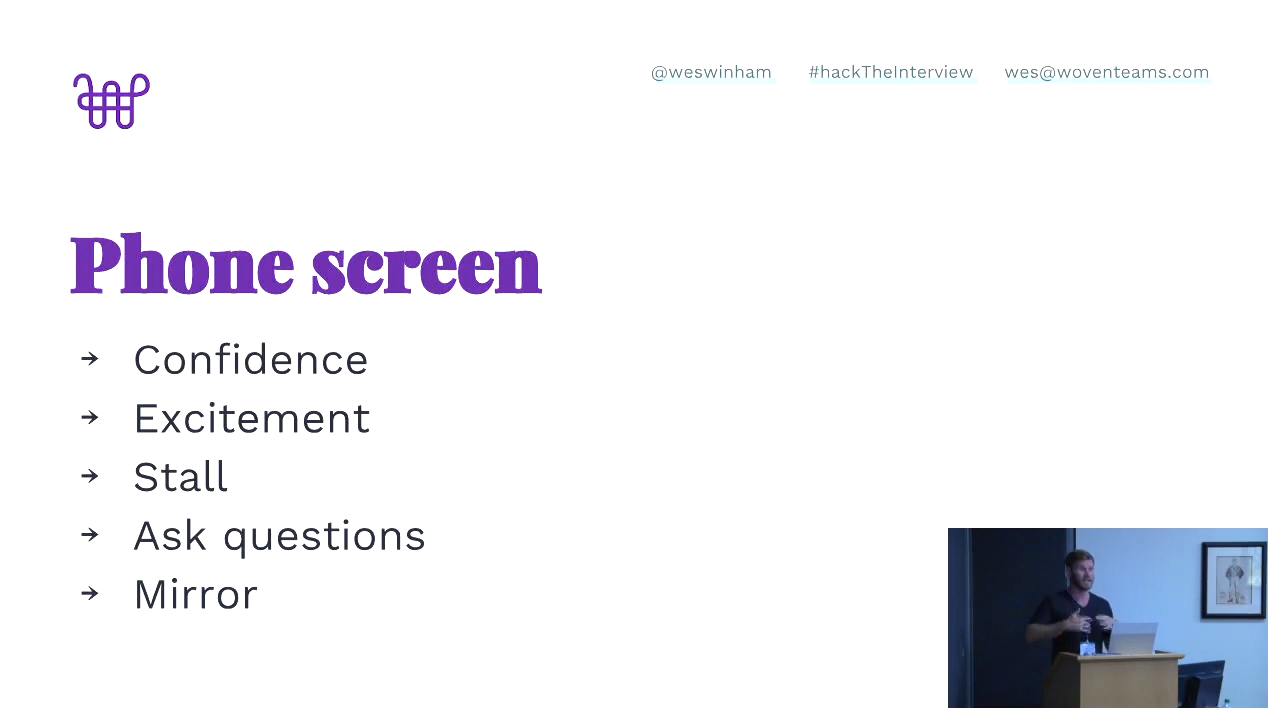 @weswinham #hackTheInterview wes@woventeams.com
Phone screen
→ Confidence
→ Excitement
→ Stall
→ Ask questions
→ Mirror